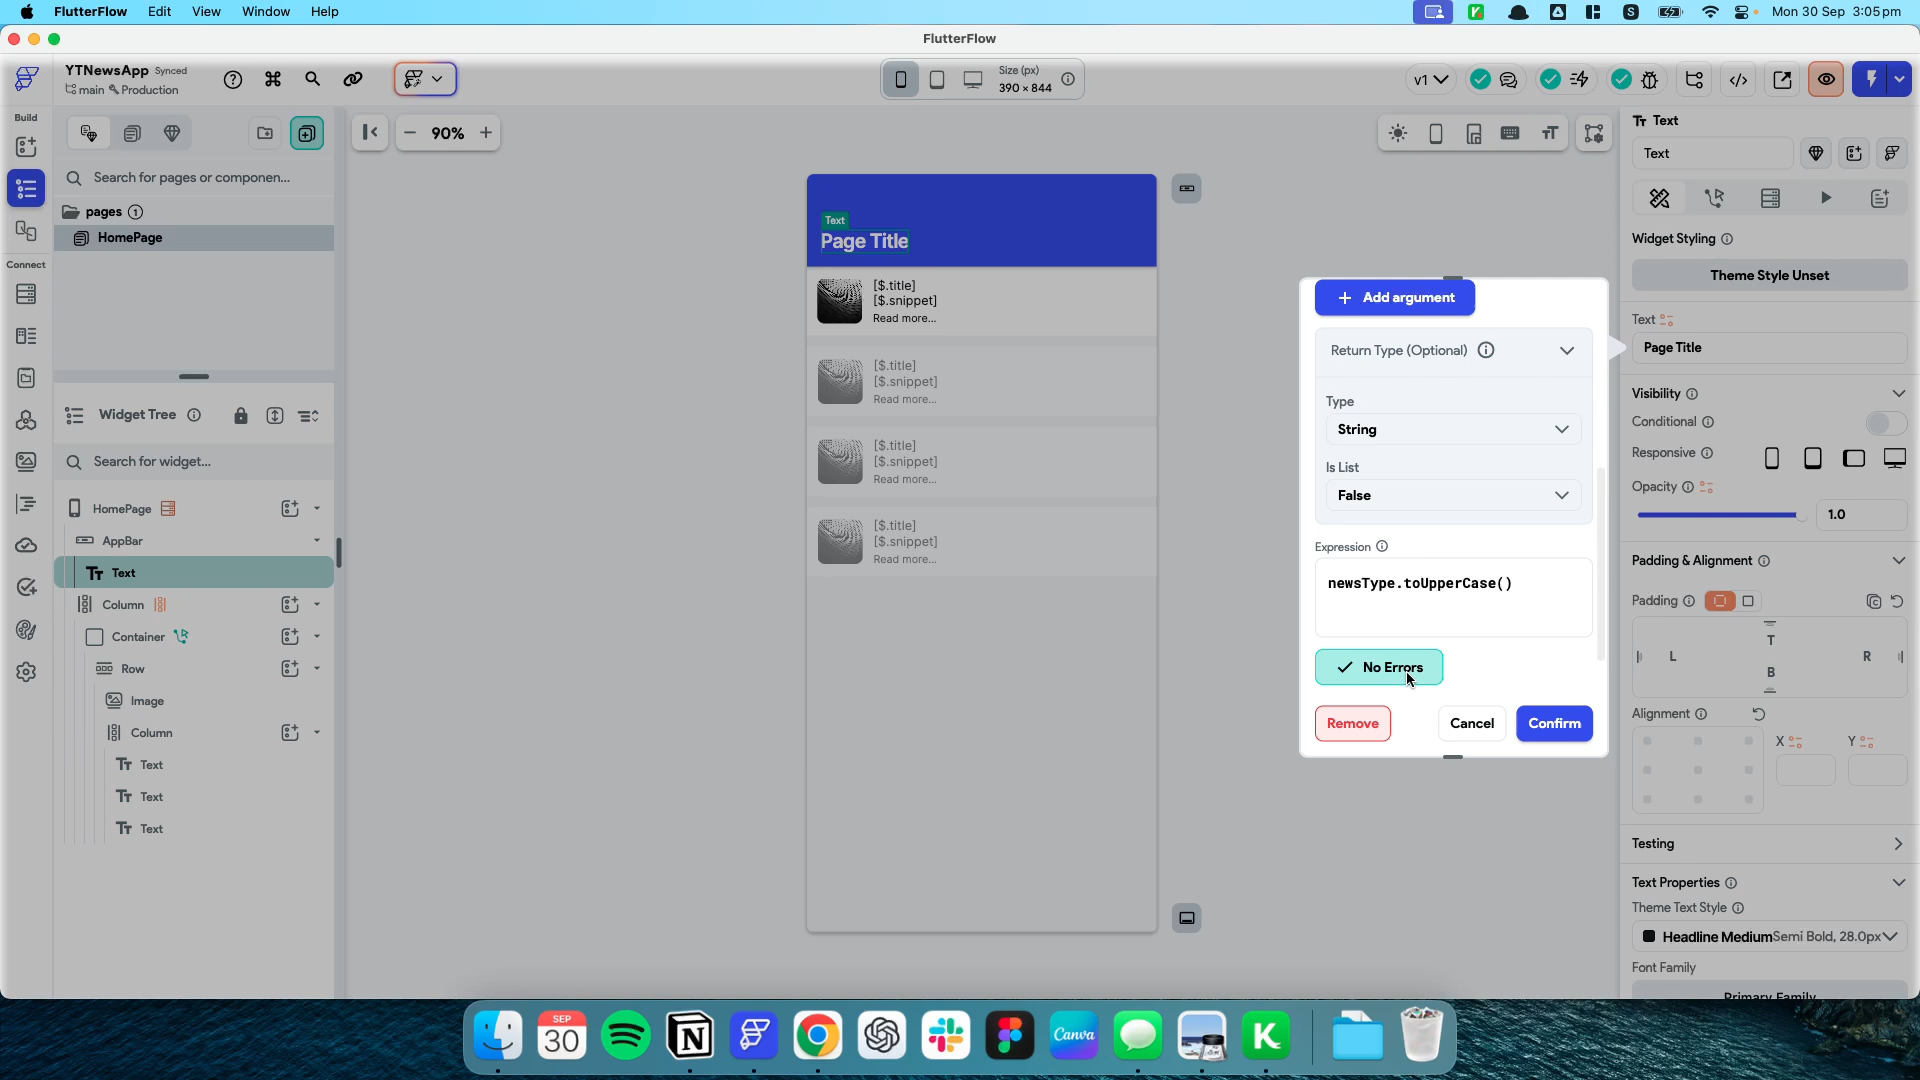 FlutterFlow Edit View Window Help
Mon 30 Sep 3:05 pm
FlutterFlow
YTNewsApp Synced
main Production
Size (px)
390 × 844
v1
Build
Connect
90%
Search for pages or componen...
pages 1
HomePage
Widget Tree
Search for widget...
HomePage
AppBar
Text
Column
Container
Row
Image
Column
Text
Text
Text
Text
Page Title
[$.title]
[$.snippet]
Read more...
[$.title]
[$.snippet]
Read more...
[$.title]
[$.snippet]
Read more...
[$.title]
[$.snippet]
Read more...
+ Add argument
Return Type (Optional)
Type
String
Is List
False
Expression
newsType.toUpperCase()
No Errors
Remove Cancel Confirm
Text
Text
Widget Styling
Theme Style Unset
Text
Page Title
Visibility
Conditional
Responsive
Opacity
1.0
Padding & Alignment
Padding
T
L R
B
Alignment
X Y
Testing
Text Properties
Theme Text Style
Headline Medium Semi Bold, 28.0px
Font Family
Primary Family
SEP
30
Canva